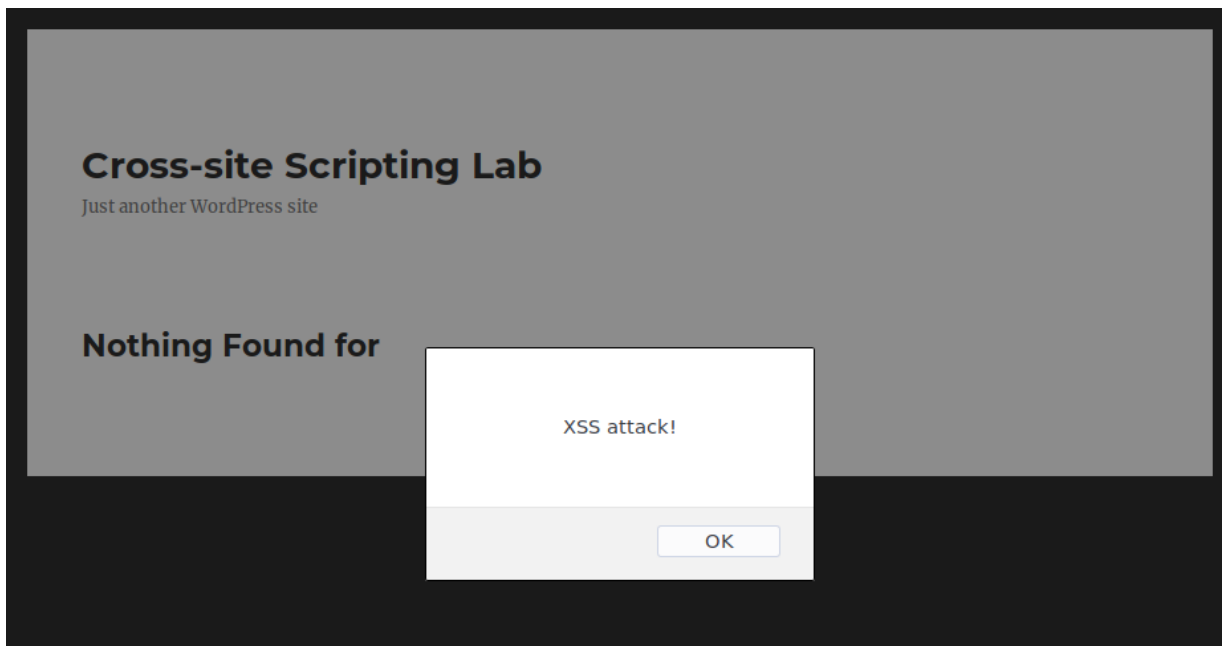 Cross-site Scripting Lab
Just another WordPress site
Nothing Found for
XSS attack!
OK